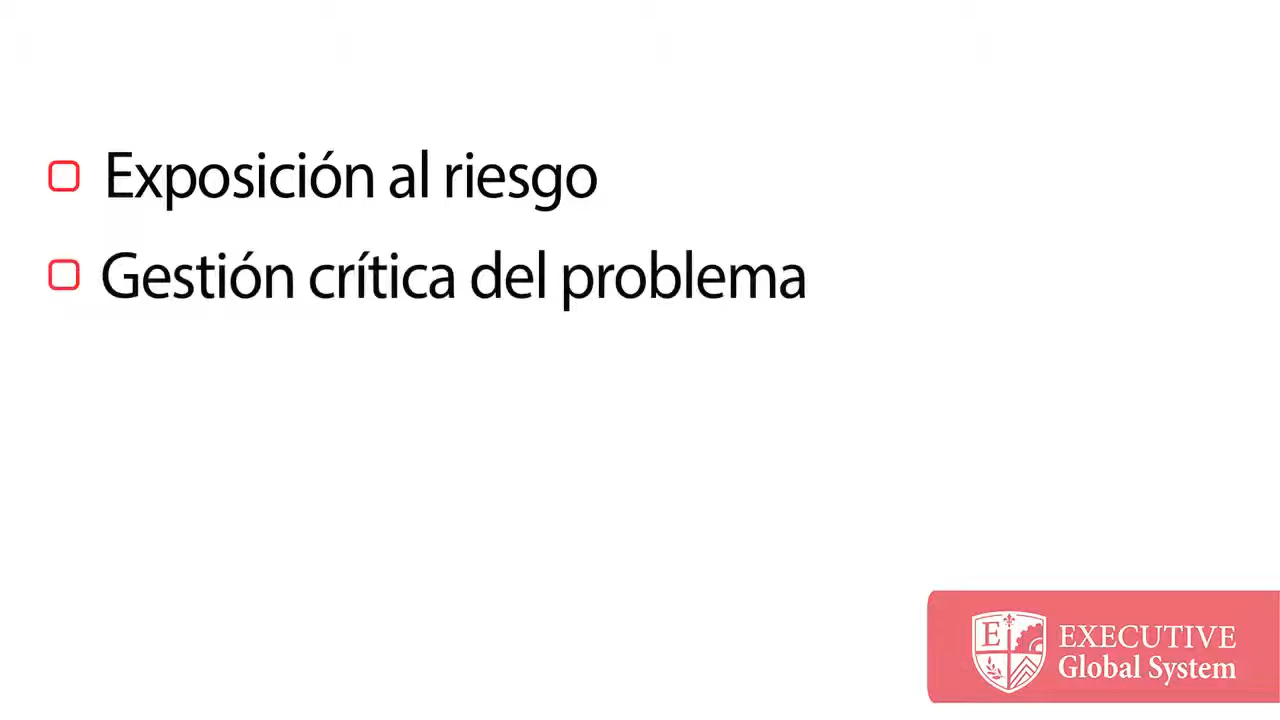 Exposición al riesgo
Gestión crítica del problema
E
EXECUTIVE
Global System